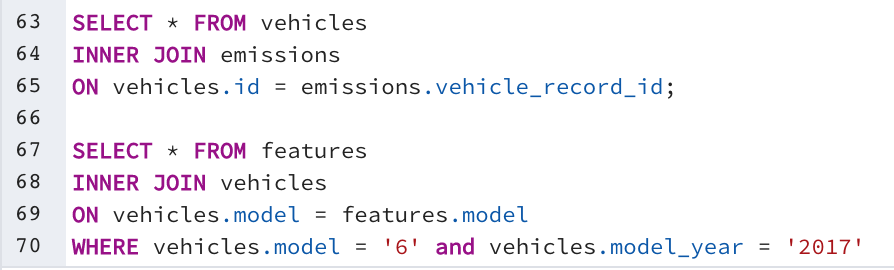 63 SELECT * FROM vehicles
64 INNER JOIN emissions
65 ON vehicles.id = emissions.vehicle_record_id;
66
67 SELECT * FROM features
68 INNER JOIN vehicles
69 ON vehicles.model = features.model
70 WHERE vehicles.model = '6' and vehicles.model_year = '2017'